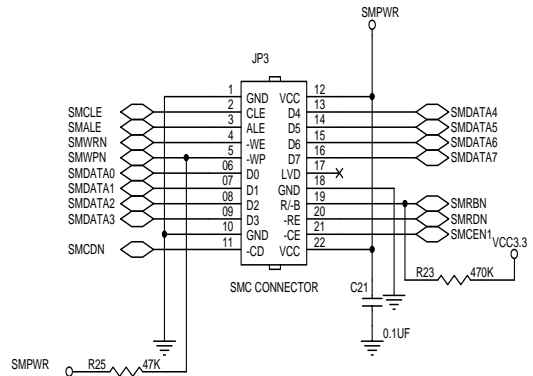 SMPWR
JP3
1 GND VCC 12
SMCLE 2 CLE D4 13 SMDATA4
SMALE 3 ALE D5 14 SMDATA5
SMWRN 4 -WE D6 15 SMDATA6
SMWPN 5 -WP D7 16 SMDATA7
SMDATA0 06 D0 LVD 17
SMDATA1 07 D1 GND 18
SMDATA2 08 D2 R/-B 19 SMRBN
SMDATA3 09 D3 -RE 20 SMRDN
10 GND -CE 21 SMCEN1
SMCDN 11 -CD VCC 22
VCC3.3
SMC CONNECTOR
C21
R23 470K
0.1UF
SMPWR R25 47K